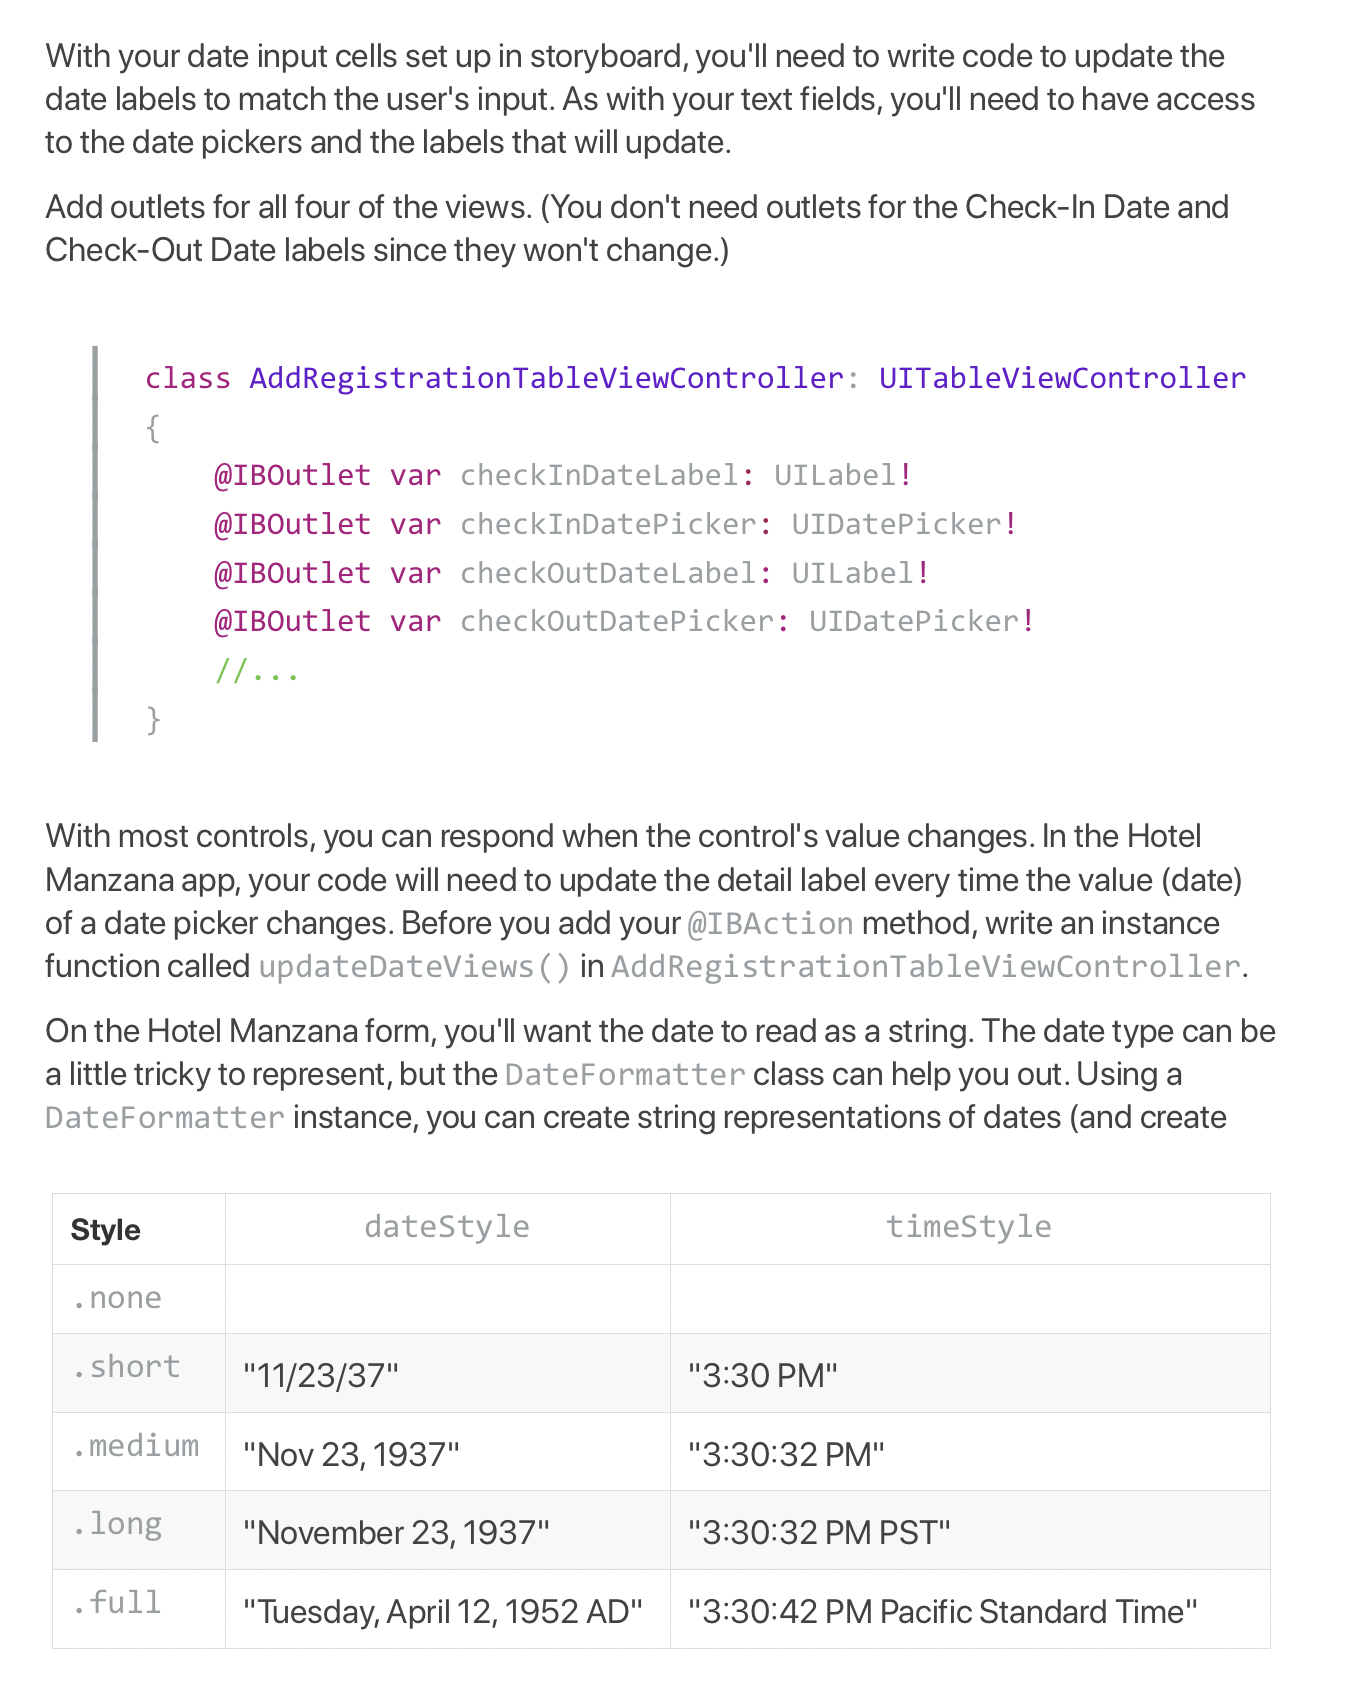 With your date input cells set up in storyboard, you'll need to write code to update the
date labels to match the user's input. As with your text fields, you'll need to have access
to the date pickers and the labels that will update.
Add outlets for all four of the views. (You don't need outlets for the Check-In Date and
Check-Out Date labels since they won't change.)
class AddRegistrationTableViewController: UITableViewController
{
@IBOutlet var checkInDateLabel: UILabel!
@IBOutlet var checkInDatePicker: UIDatePicker!
@IBOutlet var checkOutDateLabel: UILabel!
@IBOutlet var checkOutDatePicker: UIDatePicker!
//...
}
With most controls, you can respond when the control's value changes. In the Hotel
Manzana app, your code will need to update the detail label every time the value (date)
of a date picker changes. Before you add your @IBAction method, write an instance
function called updateDateViews() in AddRegistrationTableViewController.
On the Hotel Manzana form, you'll want the date to read as a string. The date type can be
a little tricky to represent, but the DateFormatter class can help you out. Using a
DateFormatter instance, you can create string representations of dates (and create
Style dateStyle timeStyle
.none
.short "11/23/37" "3:30 PM"
.medium "Nov 23, 1937" "3:30:32 PM"
.long "November 23, 1937" "3:30:32 PM PST"
.full "Tuesday, April 12, 1952 AD" "3:30:42 PM Pacific Standard Time"